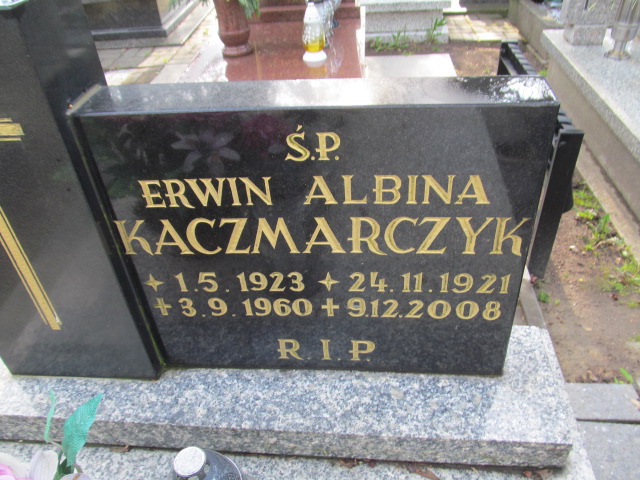 Ś.P.
ERWIN ALBINA
KACZMARCZYK
✦ 1.5.1923 ✦ 24.11.1921
+3.9.1960 +9.12.2008
R I P